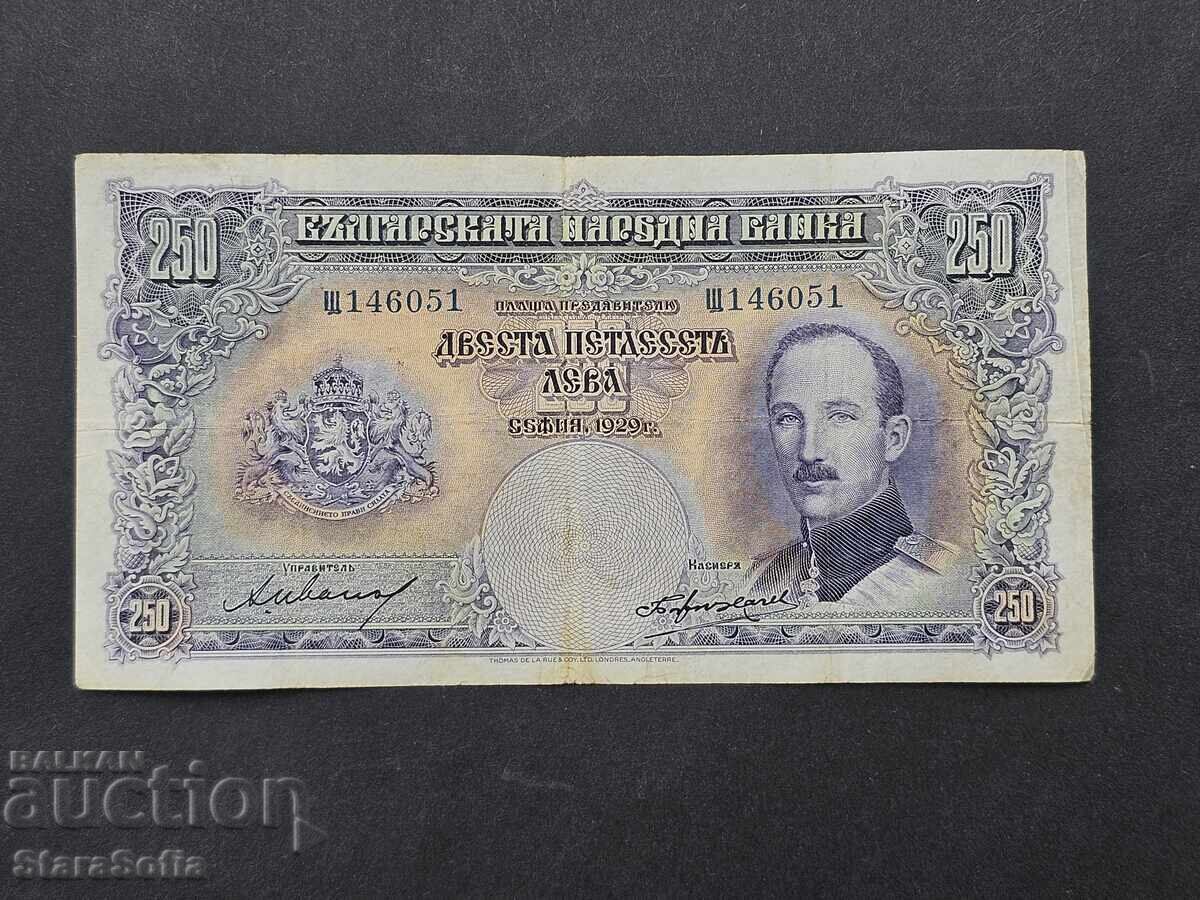 БЪЛГАРСКАТА НАРОДНА БАНКА
250 250
Щ146051 ПЛАЩА ПРЕДЯВИТЕЛЮ Щ146051
ДВЕСТА ПЕТДЕСЕТЬ
ЛЕВА
СОФИЯ, 1929 г.
СЪЕДИНЕНИЕТО ПРАВИ СИЛАТА
УПРАВИТЕЛЬ КАСИЕРЪ
250 250
THOMAS DE LA RUE & COY, LTD. LONDRES, ANGLETERRE.
BALKAN
auction
StaraSofia